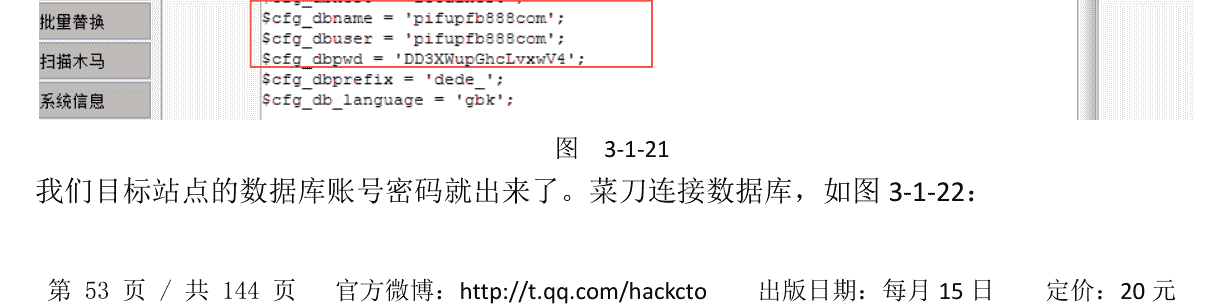 批量替换
$cfg_dbname = 'pifupfb888com';
$cfg_dbuser = 'pifupfb888com';
扫描木马
$cfg_dbpwd = 'DD3XWupGhcLvxwV4';
$cfg_dbprefix = 'dede_';
系统信息
$cfg_db_language = 'gbk';
图 3-1-21
我们目标站点的数据库账号密码就出来了。菜刀连接数据库，如图 3-1-22：
第 53 页 / 共 144 页 官方微博：http://t.qq.com/hackcto 出版日期：每月 15 日 定价：20 元